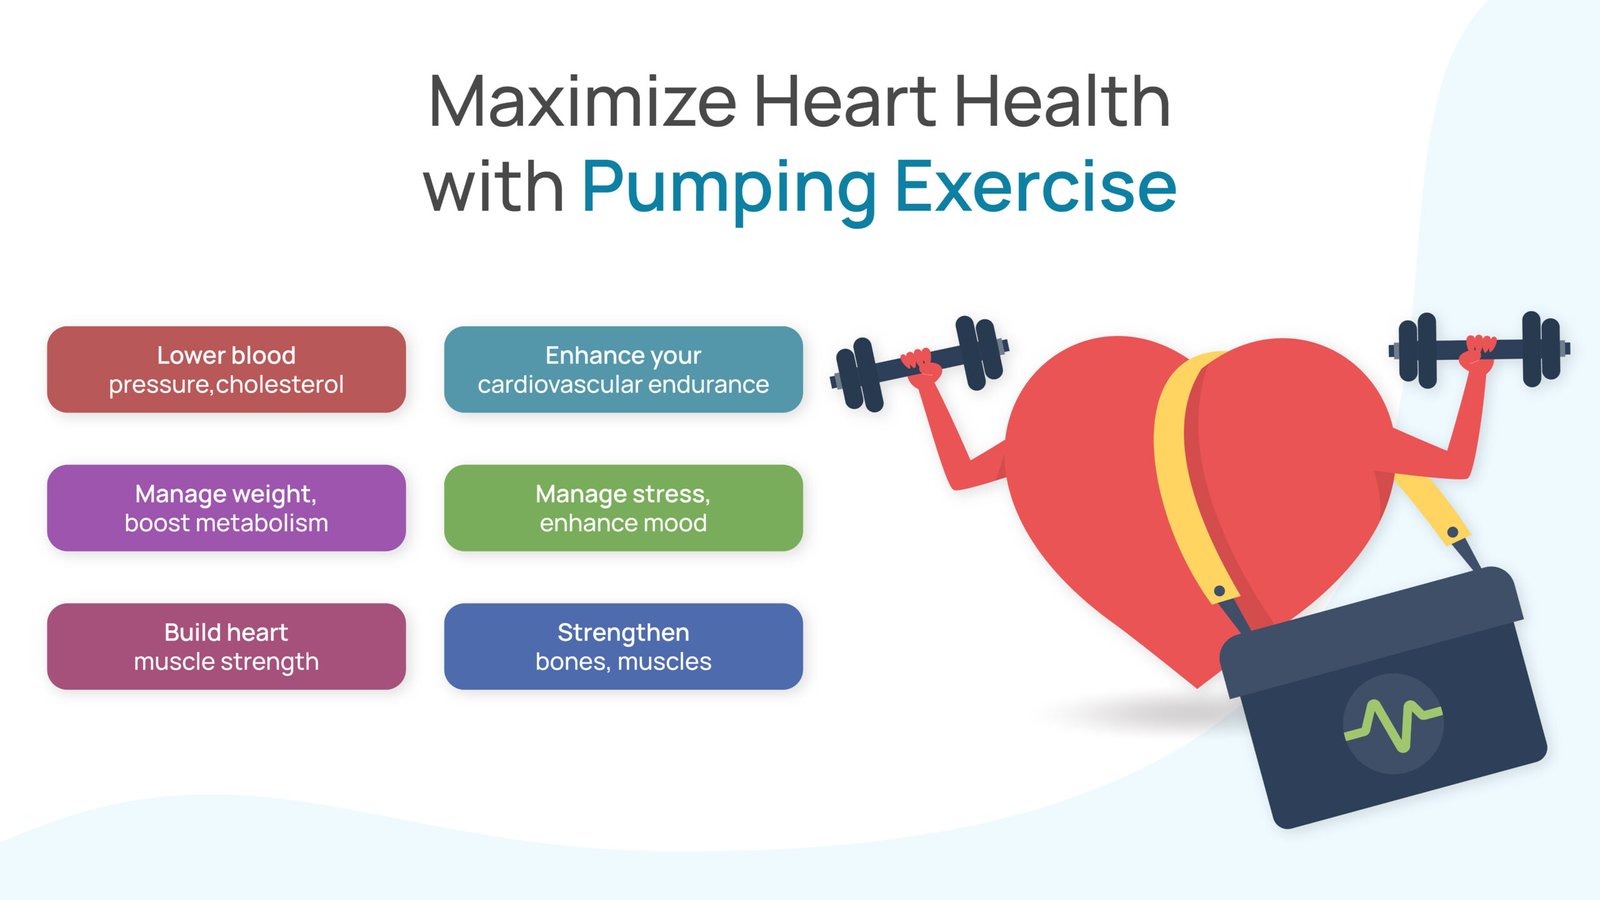 Maximize Heart Health
with Pumping Exercise
Lower blood
pressure,cholesterol
Enhance your
cardiovascular endurance
Manage weight,
boost metabolism
Manage stress,
enhance mood
Build heart
muscle strength
Strengthen
bones, muscles